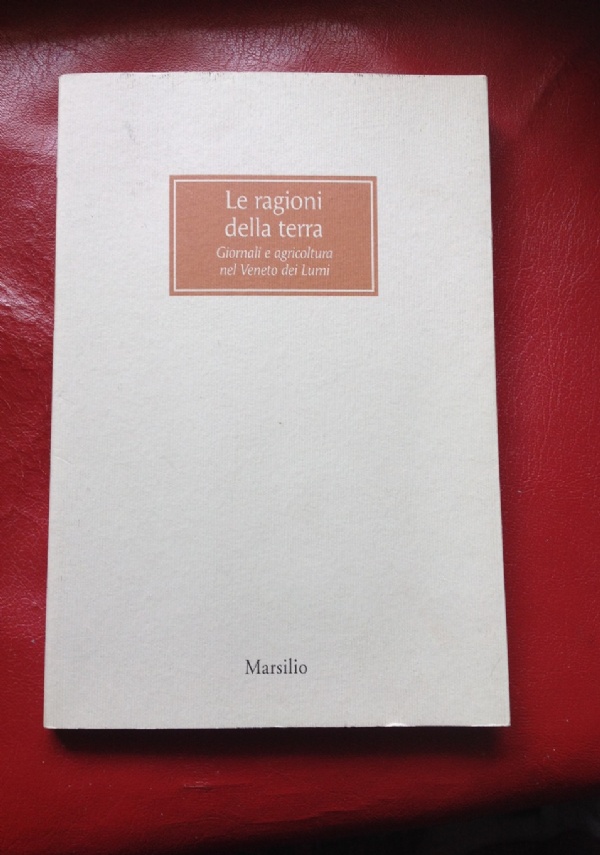 Le ragioni
della terra
Giornali e agricoltura
nel Veneto dei Lumi
Marsilio